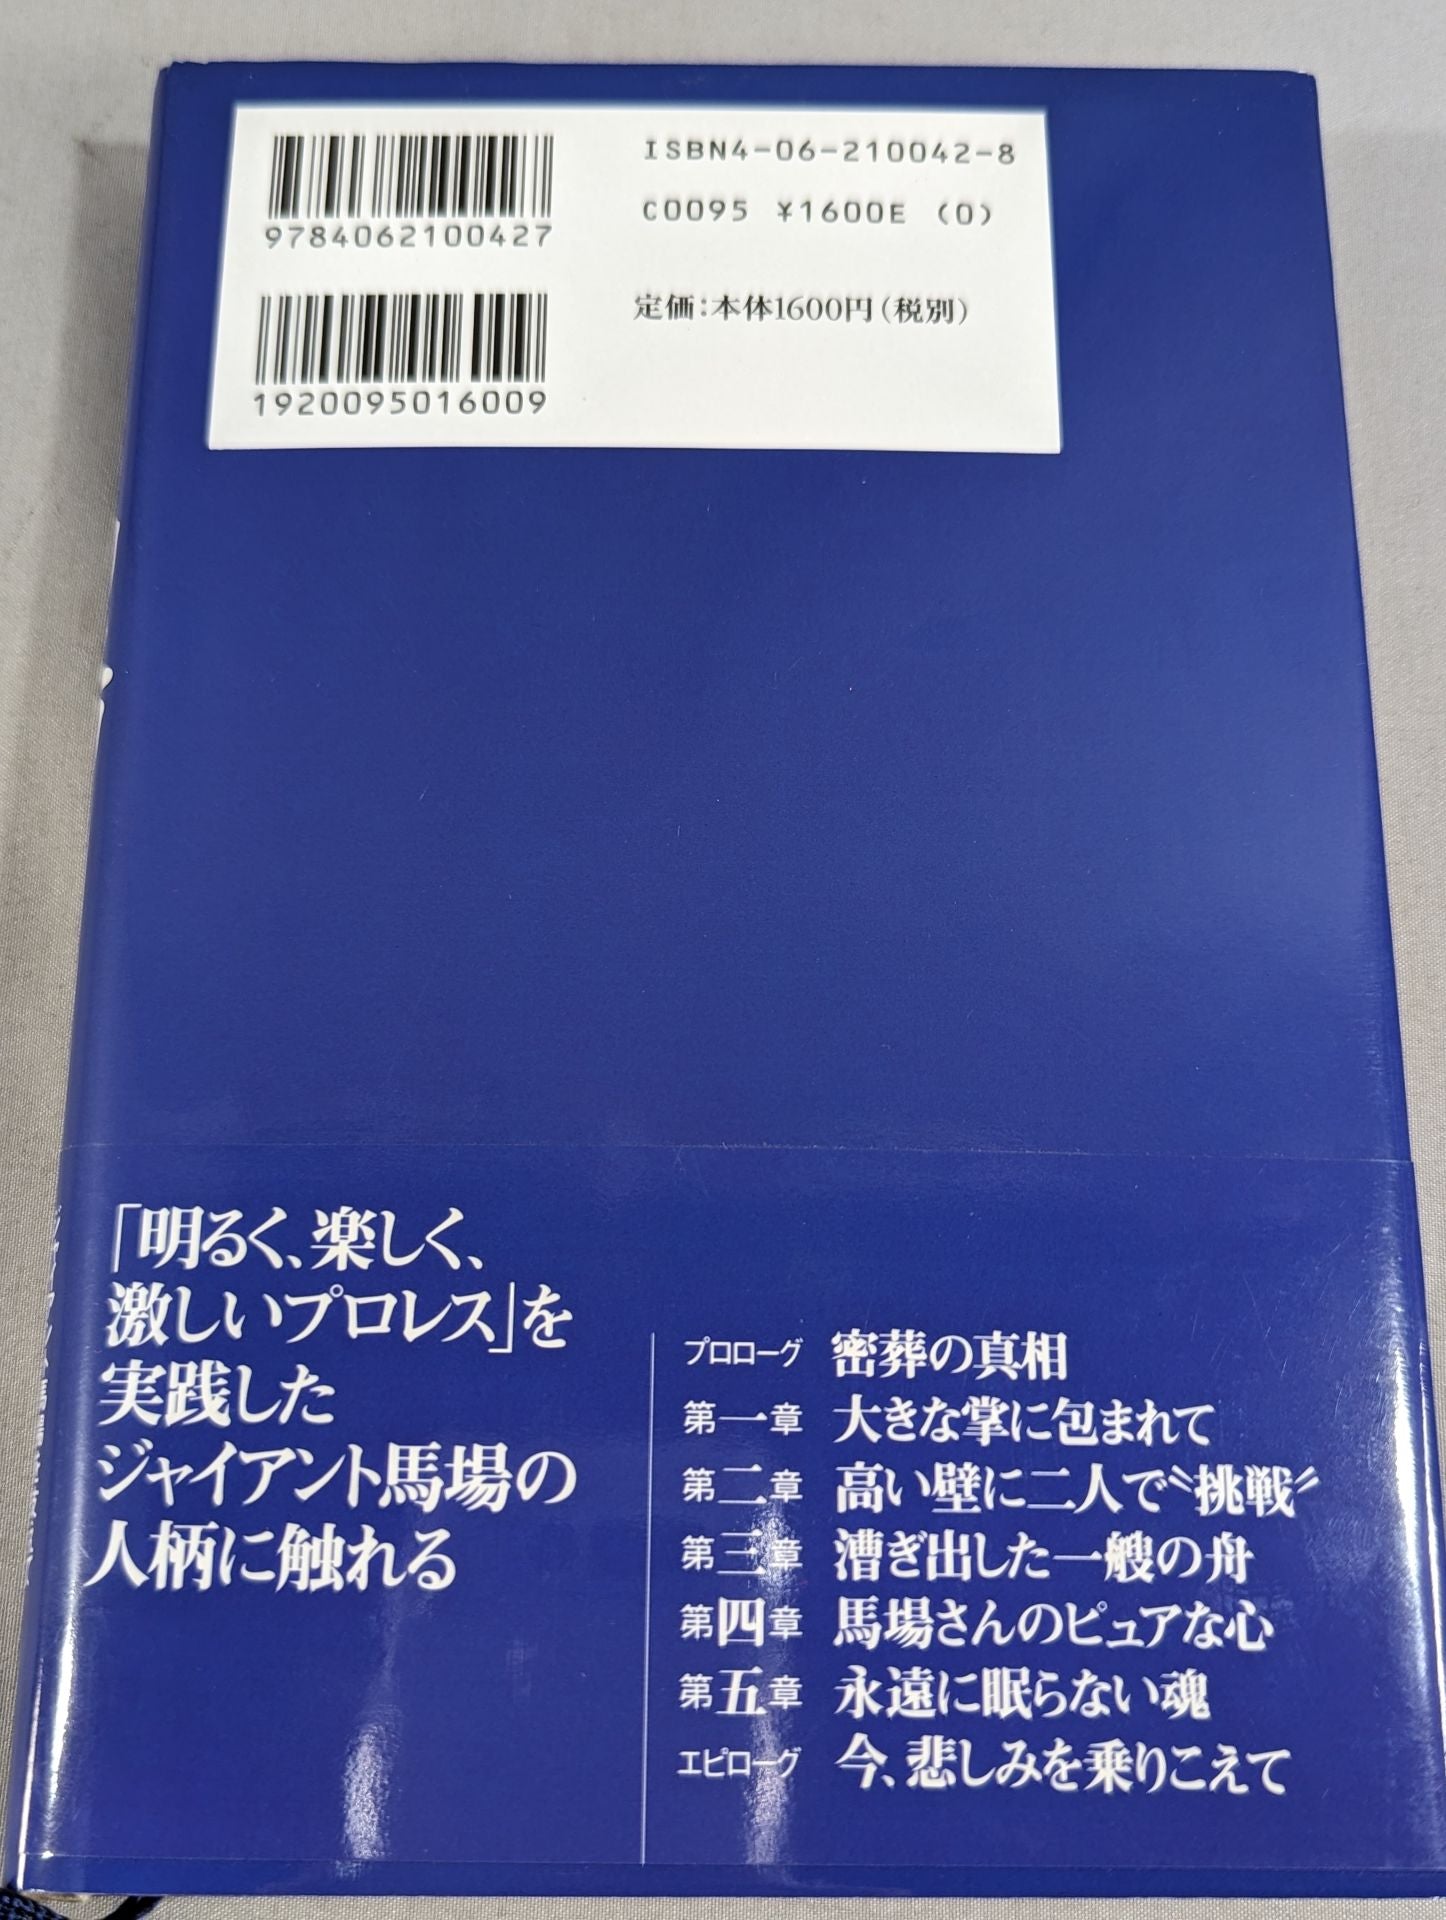 ISBN4-06-210042-8
C0095 ¥1600E (0)
9784062100427
定価：本体1600円（税別）
1920095016009
「明るく、楽しく、
激しいプロレス」を
実践した
ジャイアント馬場の
人柄に触れる
プロローグ 密葬の真相
第一章 大きな掌に包まれて
第二章 高い壁に二人で〝挑戦〟
第三章 漕ぎ出した一艘の舟
第四章 馬場さんのピュアな心
第五章 永遠に眠らない魂
エピローグ 今、悲しみを乗りこえて